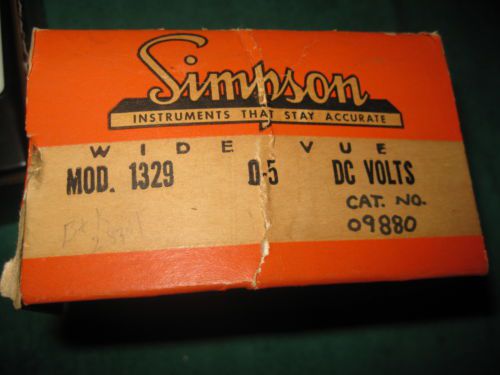 Simpson
INSTRUMENTS THAT STAY ACCURATE
WIDE VUE
MOD. 1329 0-5 DC VOLTS
CAT. NO.
09880